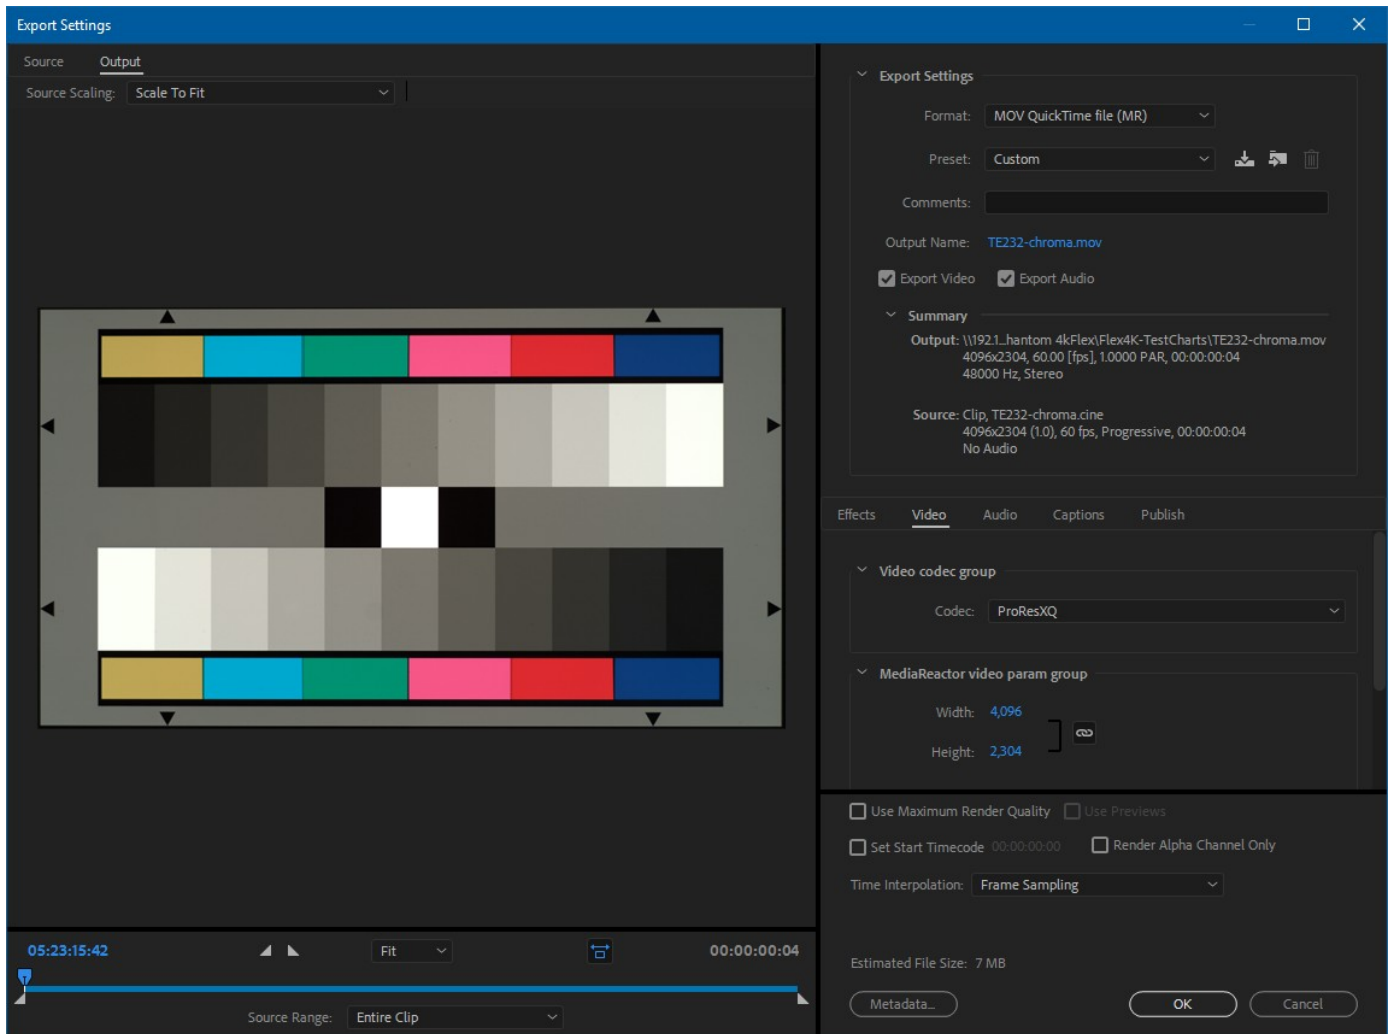 Export Settings
Source Output
Source Scaling: Scale To Fit
Export Settings
Format: MOV QuickTime file (MR)
Preset: Custom
Comments:
Output Name: TE232-chroma.mov
Export Video Export Audio
Summary
Output: \\192.1...hantom 4kFlex\Flex4K-TestCharts\TE232-chroma.mov
4096x2304, 60.00 [fps], 1.0000 PAR, 00:00:00:04
48000 Hz, Stereo
Source: Clip, TE232-chroma.cine
4096x2304 (1.0), 60 fps, Progressive, 00:00:00:04
No Audio
Effects Video Audio Captions Publish
Video codec group
Codec: ProResXQ
MediaReactor video param group
Width: 4,096
Height: 2,304
Use Maximum Render Quality Use Previews
Set Start Timecode 00:00:00:00 Render Alpha Channel Only
Time Interpolation: Frame Sampling
Estimated File Size: 7 MB
Metadata... OK Cancel
05:23:15:42 Fit 00:00:00:04
Source Range: Entire Clip